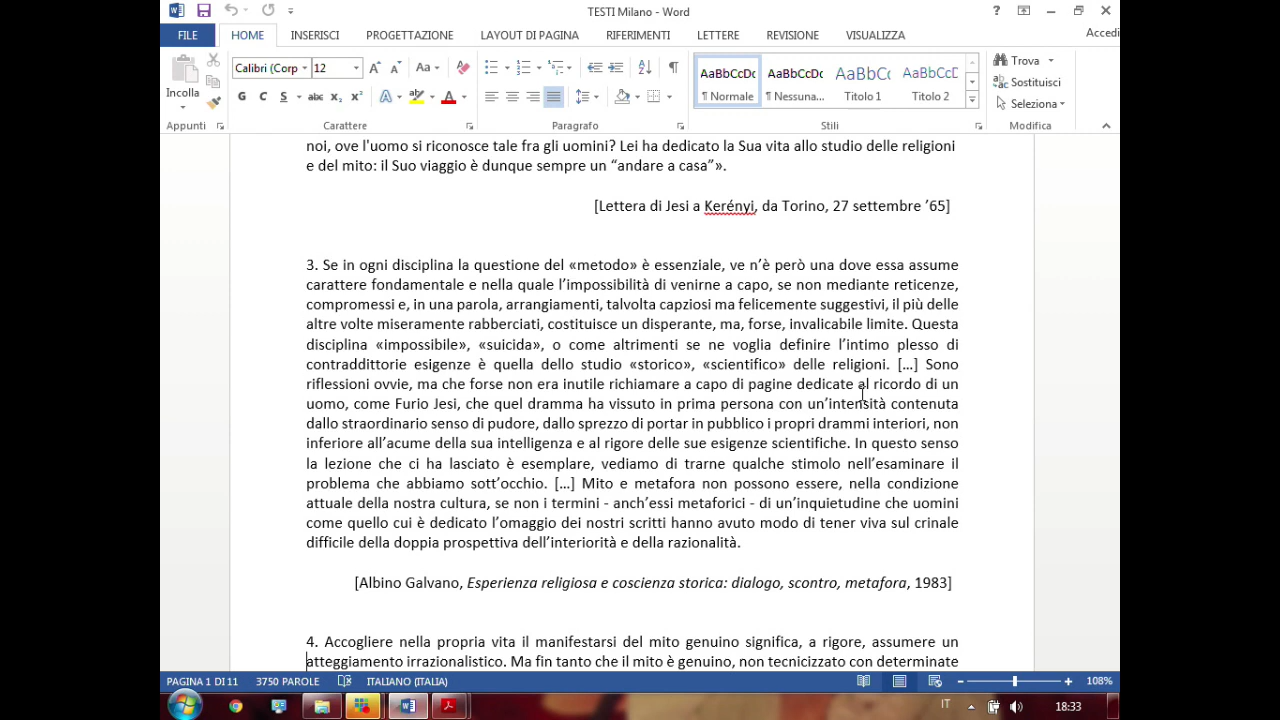 TESTI Milano - Word
Accedi
FILE HOME INSERISCI PROGETTAZIONE LAYOUT DI PAGINA RIFERIMENTI LETTERE REVISIONE VISUALIZZA
Incolla
Calibri (Corp 12
AaBbCcDc AaBbCcDc AaBbCc AaBbCcD
¶ Normale ¶ Nessuna... Titolo 1 Titolo 2
Trova
Sostituisci
Seleziona
Appunti Carattere Paragrafo Stili Modifica
noi, ove l'uomo si riconosce tale fra gli uomini? Lei ha dedicato la Sua vita allo studio delle religioni
e del mito: il Suo viaggio è dunque sempre un “andare a casa”».
[Lettera di Jesi a Kerényi, da Torino, 27 settembre ’65]
3. Se in ogni disciplina la questione del «metodo» è essenziale, ve n’è però una dove essa assume
carattere fondamentale e nella quale l’impossibilità di venirne a capo, se non mediante reticenze,
compromessi e, in una parola, arrangiamenti, talvolta capziosi ma felicemente suggestivi, il più delle
altre volte miseramente rabberciati, costituisce un disperante, ma, forse, invalicabile limite. Questa
disciplina «impossibile», «suicida», o come altrimenti se ne voglia definire l’intimo plesso di
contraddittorie esigenze è quella dello studio «storico», «scientifico» delle religioni. […] Sono
riflessioni ovvie, ma che forse non era inutile richiamare a capo di pagine dedicate al ricordo di un
uomo, come Furio Jesi, che quel dramma ha vissuto in prima persona con un’intensità contenuta
dallo straordinario senso di pudore, dallo sprezzo di portar in pubblico i propri drammi interiori, non
inferiore all’acume della sua intelligenza e al rigore delle sue esigenze scientifiche. In questo senso
la lezione che ci ha lasciato è esemplare, vediamo di trarne qualche stimolo nell’esaminare il
problema che abbiamo sott’occhio. […] Mito e metafora non possono essere, nella condizione
attuale della nostra cultura, se non i termini - anch’essi metaforici - di un’inquietudine che uomini
come quello cui è dedicato l’omaggio dei nostri scritti hanno avuto modo di tener viva sul crinale
difficile della doppia prospettiva dell’interiorità e della razionalità.
[Albino Galvano, Esperienza religiosa e coscienza storica: dialogo, scontro, metafora, 1983]
4. Accogliere nella propria vita il manifestarsi del mito genuino significa, a rigore, assumere un
atteggiamento irrazionalistico. Ma fin tanto che il mito è genuino, non tecnicizzato con determinate
PAGINA 1 DI 11 3750 PAROLE ITALIANO (ITALIA) 108%
IT 18:33